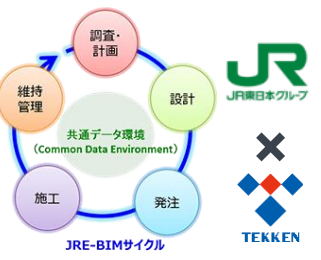 調査・
計画
維持
管理
設計
共通データ環境
(Common Data Environment)
施工
発注
JRE-BIMサイクル
JR
JR東日本グループ
TEKKEN